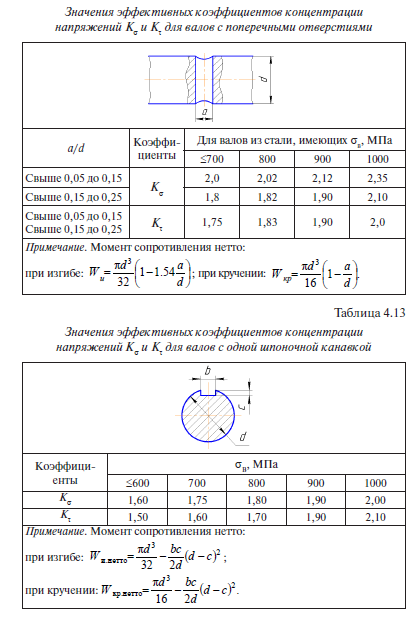 Значения эффективных коэффициентов концентрации
напряжений Kσ и Kτ для валов с поперечными отверстиями
d
a
a/d Коэффи-циенты Для валов из стали, имеющих σв, МПа
≤700 800 900 1000
Свыше 0,05 до 0,15 Kσ 2,0 2,02 2,12 2,35
Свыше 0,15 до 0,25 1,8 1,82 1,90 2,10
Свыше 0,05 до 0,15
Свыше 0,15 до 0,25 Kτ 1,75 1,83 1,90 2,0
Примечание. Момент сопротивления нетто:
при изгибе: Wи=πd³/32(1−1.54a/d); при кручении: Wкр=πd³/16(1−a/d).
Таблица 4.13
Значения эффективных коэффициентов концентрации
напряжений Kσ и Kτ для валов с одной шпоночной канавкой
b
c
d
Коэффици-енты σв, МПа
≤600 700 800 900 1000
Kσ 1,60 1,75 1,80 1,90 2,00
Kτ 1,50 1,60 1,70 1,90 2,10
Примечание. Момент сопротивления нетто:
при изгибе: Wи.нетто=πd³/32−bc/2d(d−c)²;
при кручении: Wкр.нетто=πd³/16−bc/2d(d−c)².